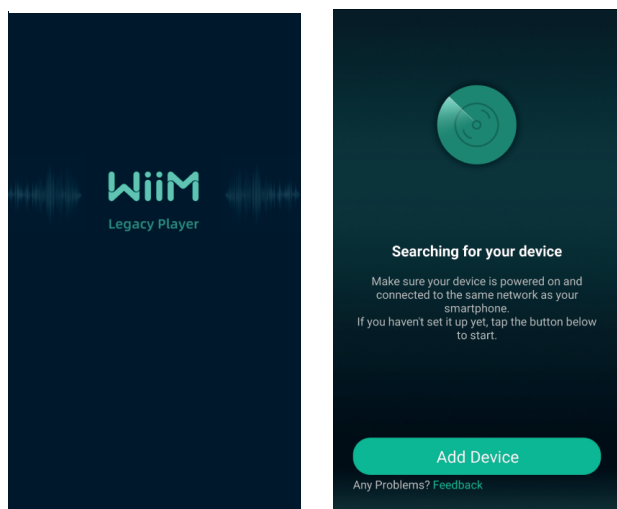 WiiM
Legacy Player
Searching for your device
Make sure your device is powered on and
connected to the same network as your
smartphone.
If you haven't set it up yet, tap the button below
to start.
Add Device
Any Problems? Feedback